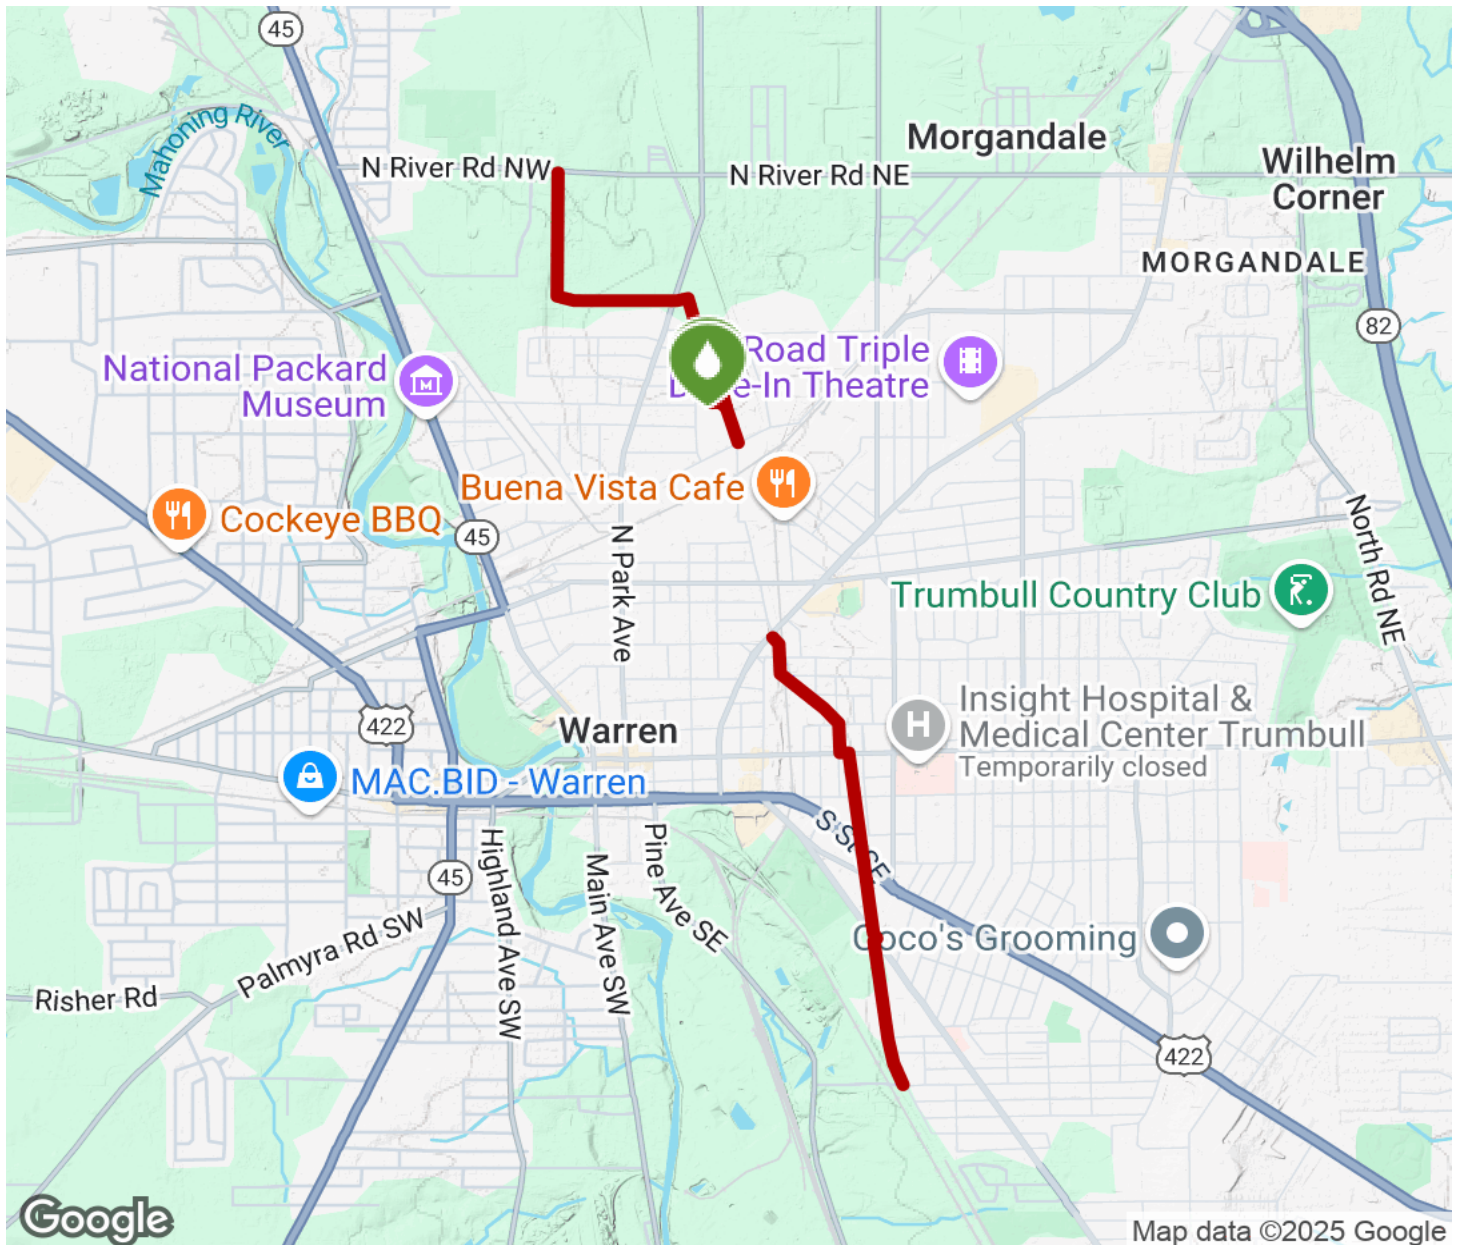 45
Mahoning River
N River Rd NW
Morgandale
N River Rd NE
Wilhelm
Corner
MORGANDALE
82
National Packard
Museum
Road Triple
e-In Theatre
Buena Vista Cafe
Cockeye BBQ
45
N Park Ave
North Rd NE
Trumbull Country Club
422
Warren
Insight Hospital &
Medical Center Trumbull
Temporarily closed
H
MAC.BID - Warren
S St SE
45
Highland Ave SW
Main Ave SW
Pine Ave SE
Palmyra Rd SW
Coco's Grooming
Risher Rd
422
Google
Map data ©2025 Google